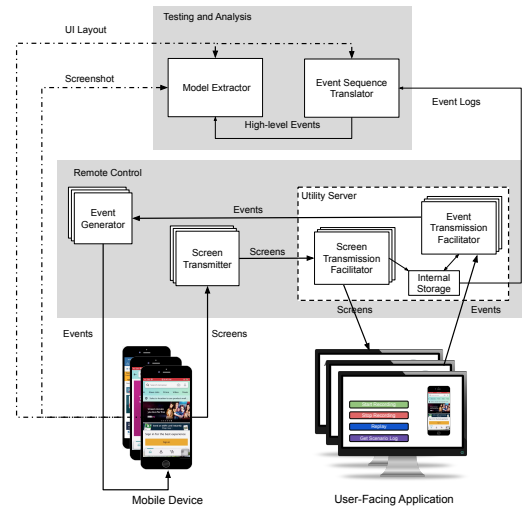 Testing and Analysis
UI Layout
Screenshot
Model Extractor
Event Sequence
Translator
High-level Events
Event Logs
Remote Control
Utility Server
Event
Generator
Events
Event
Transmission
Facilitator
Screen
Transmitter
Screens
Screen
Transmission
Facilitator
Internal
Storage
Events
Screens
Screens
Events
Start Recording
Stop Recording
Replay
Get Scenario Log
Mobile Device
User-Facing Application